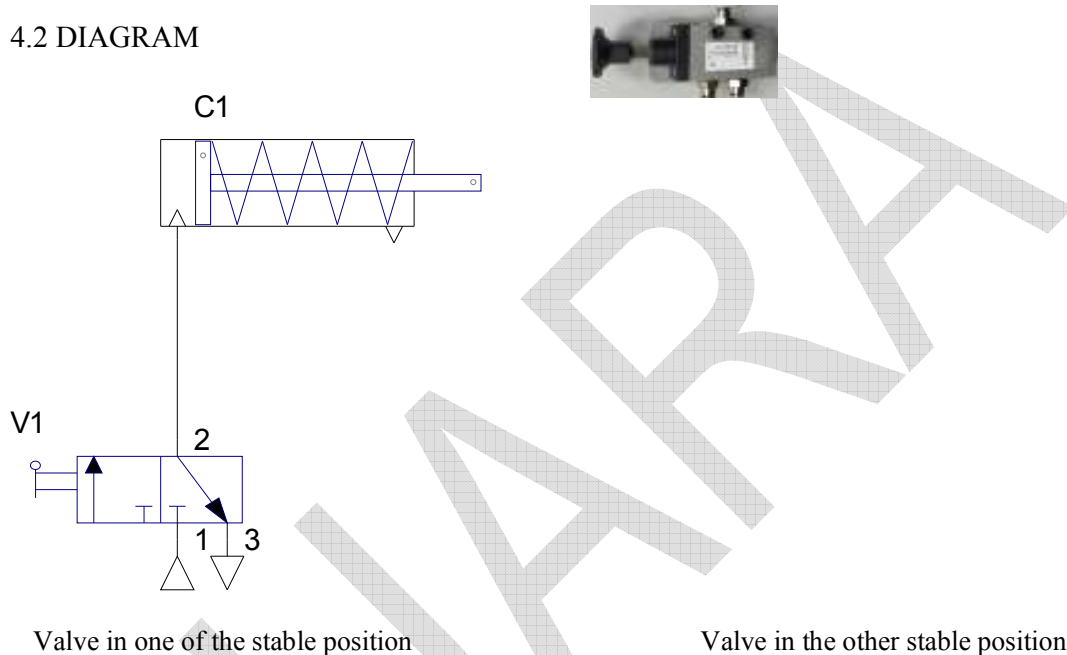 4.2 DIAGRAM
C1
V1
2
1 3
Valve in one of the stable position
Valve in the other stable position